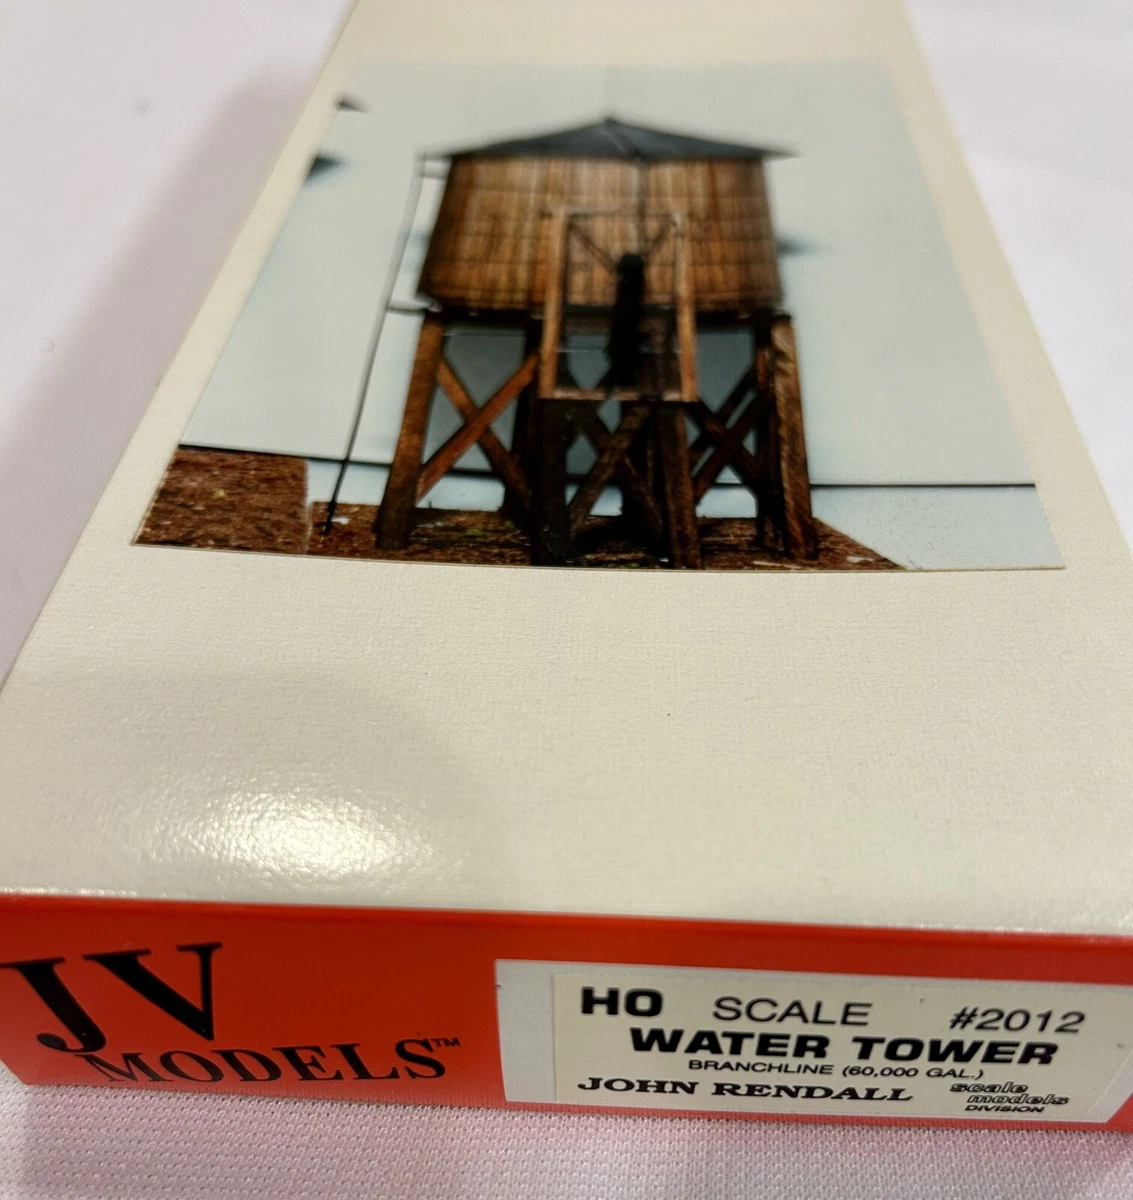 JV
MODELS™
HO SCALE #2012
WATER TOWER
BRANCHLINE (60,000 GAL.)
JOHN RENDALL scale
models
DIVISION